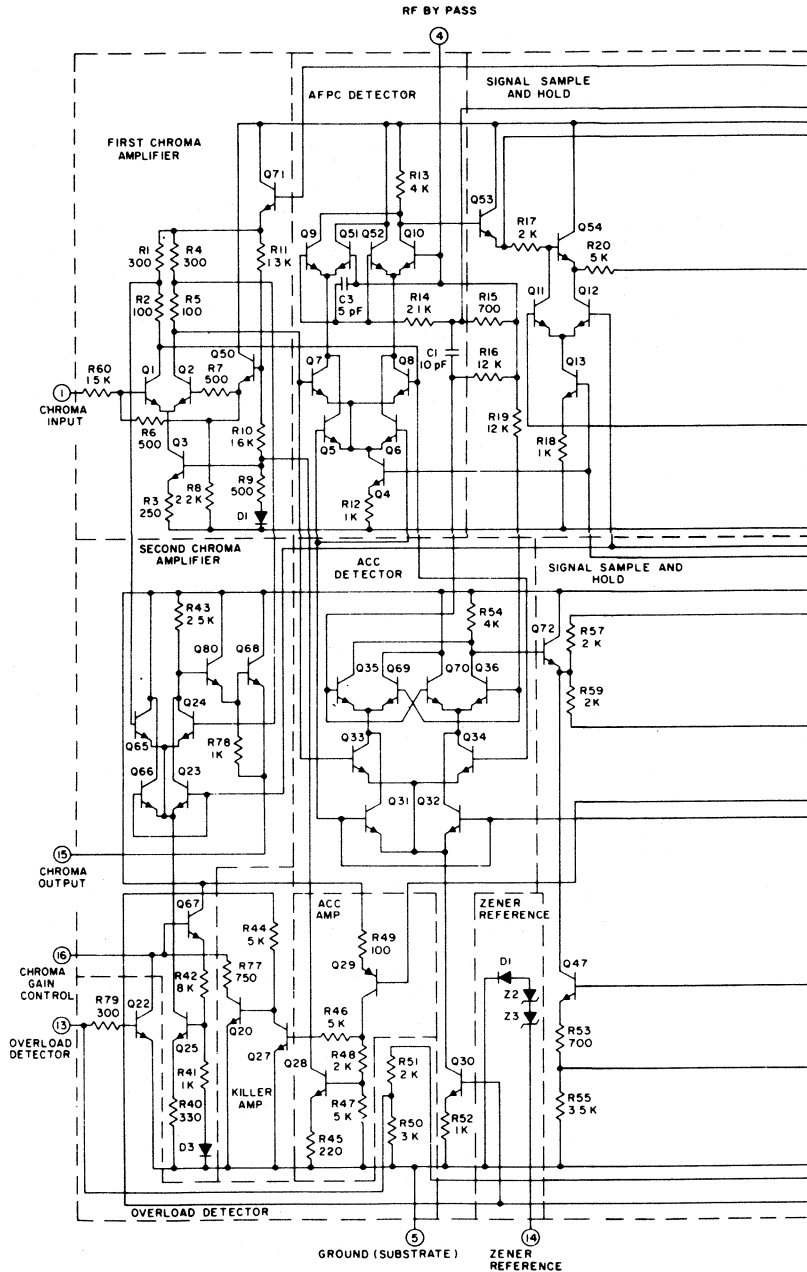 RF BY PASS
4
SIGNAL SAMPLE
AND HOLD
AFPC DETECTOR
FIRST CHROMA
AMPLIFIER
Q71
R13
4 K
Q53
R17
2 K
Q54
R20
5 K
Q9
Q51
Q52
Q10
R1
300
R4
300
R11
1.3 K
R2
100
R5
100
C3
5 pF
R14
2.1 K
R15
700
Q11
Q12
Q50
C1
10 pF
R16
12 K
R60
1.5 K
Q1
Q2
R7
500
Q7
Q8
Q13
1
CHROMA
INPUT
R6
500
Q3
R10
1.6 K
Q5
Q6
R19
12 K
R18
1 K
R3
250
R8
2.2 K
R9
500
D1
Q4
R12
1 K
SECOND CHROMA
AMPLIFIER
ACC
DETECTOR
SIGNAL SAMPLE AND
HOLD
R43
2.5 K
R54
4 K
Q80
Q68
Q72
R57
2 K
Q35
Q69
Q70
Q36
R59
2K
Q65
Q24
R78
1K
Q33
Q34
Q66
Q23
Q31
Q32
15
CHROMA
OUTPUT
Q67
ACC
AMP
ZENER
REFERENCE
R44
5 K
R49
100
16
CHROMA
GAIN
CONTROL
R42
8K
R77
750
Q29
D1
Q47
Z2
Z3
R79
300
Q22
13
OVERLOAD
DETECTOR
Q25
Q20
Q27
R46
5 K
Q28
R48
2 K
R51
2 K
Q30
R53
700
R41
1 K
R40
330
KILLER
AMP
R47
5 K
R50
3 K
R52
1 K
R55
3.5 K
D3
R45
220
OVERLOAD DETECTOR
5
GROUND (SUBSTRATE)
14
ZENER
REFERENCE